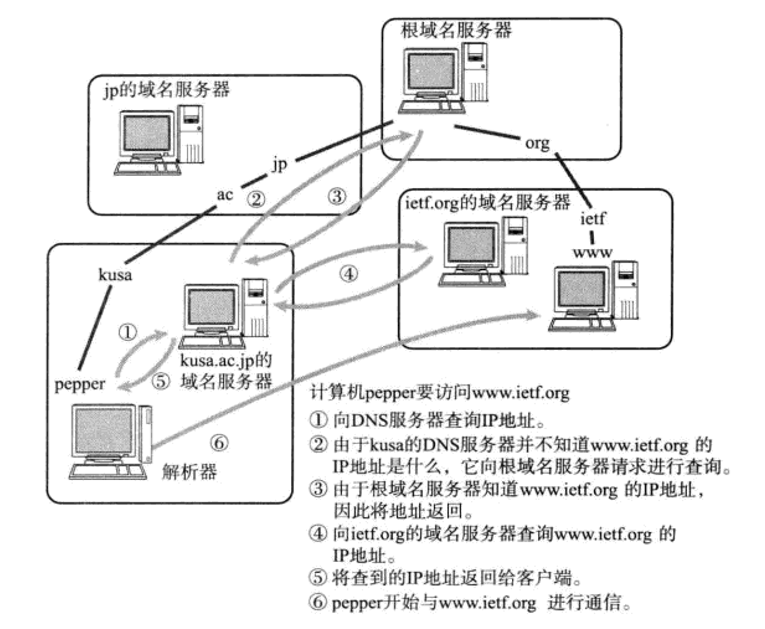 根域名服务器
jp的域名服务器
org
jp
ac
②
③
ietf.org的域名服务器
ietf
www
kusa
④
①
kusa.ac.jp的
域名服务器
pepper
⑤
⑥
解析器
计算机pepper要访问www.ietf.org
① 向DNS服务器查询IP地址。
② 由于kusa的DNS服务器并不知道www.ietf.org 的
IP地址是什么，它向根域名服务器请求进行查询。
③ 由于根域名服务器知道www.ietf.org 的IP地址，
因此将地址返回。
④ 向ietf.org的域名服务器查询www.ietf.org 的
IP地址。
⑤ 将查到的IP地址返回给客户端。
⑥ pepper开始与www.ietf.org 进行通信。